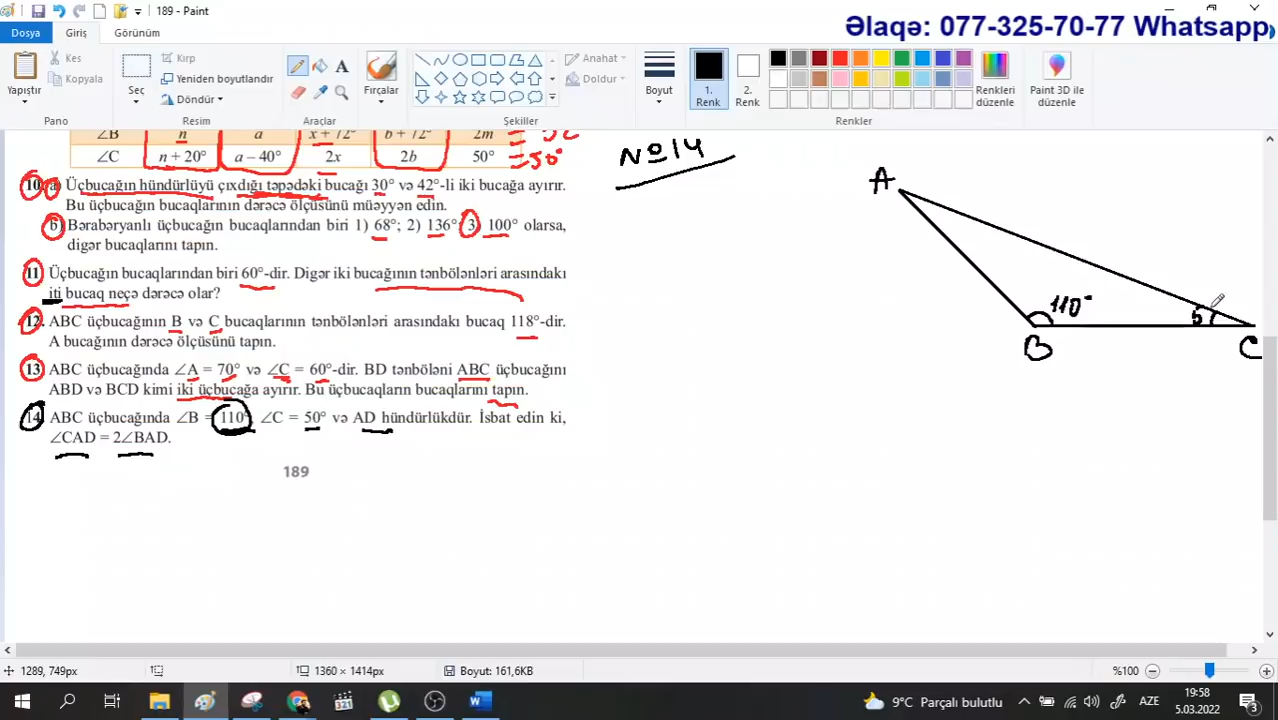 189 - Paint
Əlaqə: 077-325-70-77 Whatsapp
Dosya Giriş Görünüm
Yapıştır
Kes
Kopyala
Pano
Seç
Kırp
Yeniden boyutlandır
Döndür
Resim
A
Araçlar
Fırçalar
Şekiller
Anahat
Doldur
Boyut
1. Renk
2. Renk
Renkleri düzenle
Renkler
Paint 3D ile düzenle
∠B n a x + 72° b + 72° 2m
∠C n + 20° a – 40° 2x 2b 50° =50°
10. a) Üçbucağın hündürlüyü çıxdığı təpədəki bucağı 30° və 42°-li iki bucağa ayırır.
Bu üçbucağın bucaqlarının dərəcə ölçüsünü müəyyən edin.
b) Bərabəryanlı üçbucağın bucaqlarından biri 1) 68°; 2) 136°; 3) 100° olarsa,
digər bucaqlarını tapın.
11 Üçbucağın bucaqlarından biri 60°-dir. Digər iki bucağının tənbölənləri arasındakı
iti bucaq neçə dərəcə olar?
12. ABC üçbucağının B və C bucaqlarının tənbölənləri arasındakı bucaq 118°-dir.
A bucağının dərəcə ölçüsünü tapın.
13 ABC üçbucağında ∠A = 70° və ∠C = 60°-dir. BD tənböləni ABC üçbucağını
ABD və BCD kimi iki üçbucağa ayırır. Bu üçbucaqların bucaqlarını tapın.
14. ABC üçbucağında ∠B = 110°, ∠C = 50° və AD hündürlükdür. İsbat edin ki,
∠CAD = 2∠BAD.
189
№14
A
110°
5
B
C
1289, 749px
1360 × 1414px
Boyut: 161,6KB
%100
9°C Parçalı bulutlu
AZE
19:58
5.03.2022
3